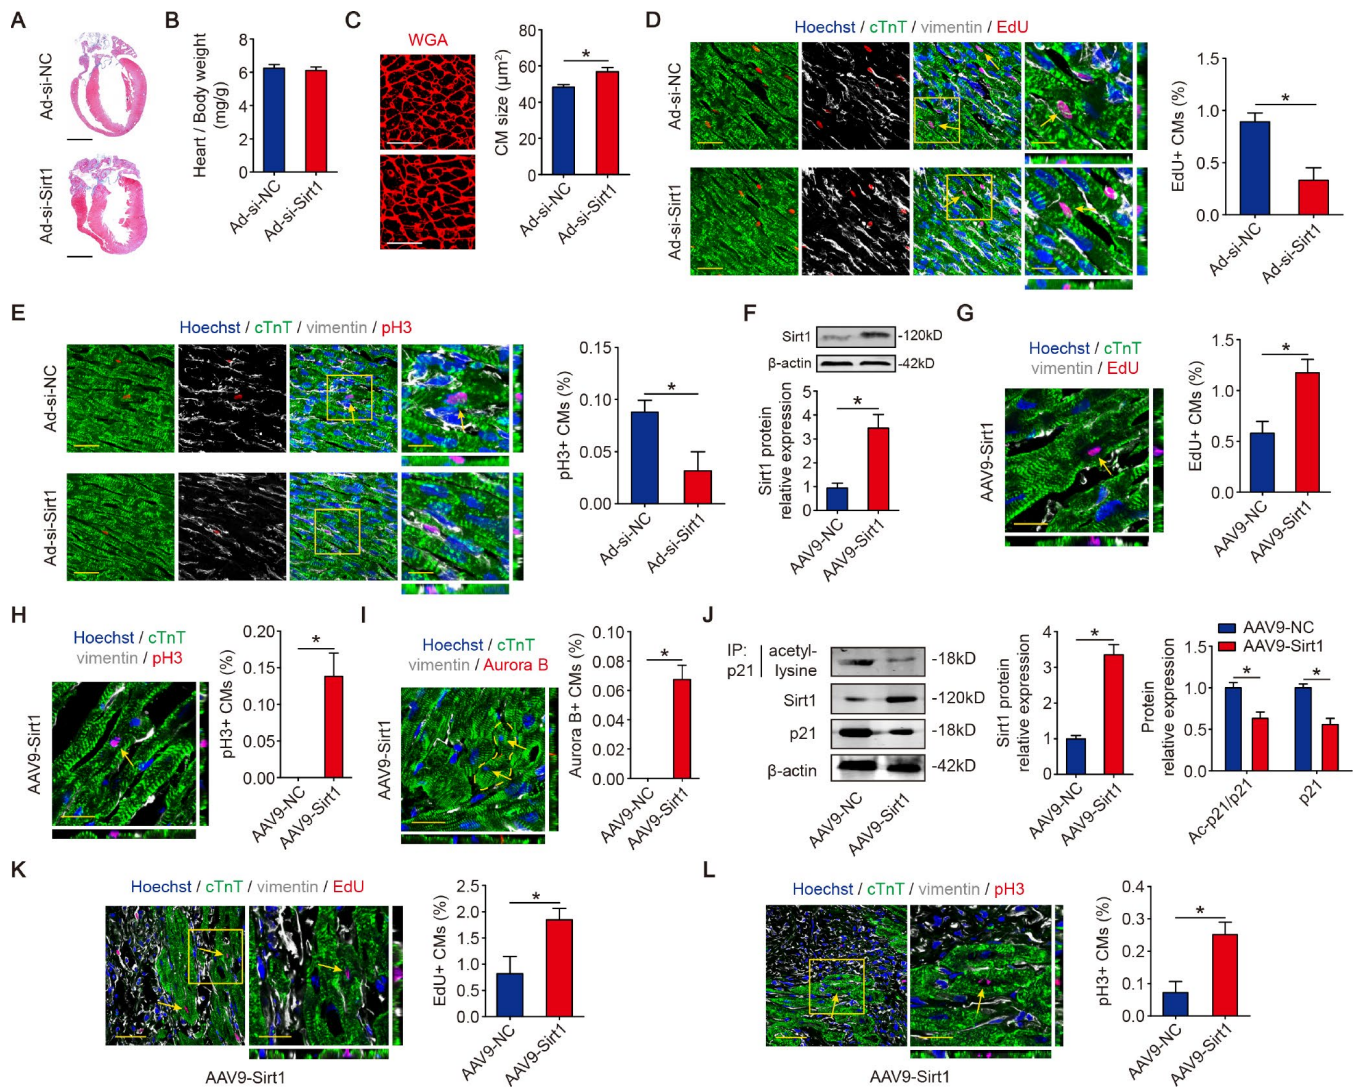 A
Ad-si-NC
Ad-si-Sirt1
B
Heart / Body weight
(mg/g)
8
6
4
2
0
Ad-si-NC
Ad-si-Sirt1
C
WGA
CM size (μm²)
80
60
40
20
0
*
Ad-si-NC
Ad-si-Sirt1
D
Hoechst / cTnT / vimentin / EdU
Ad-si-NC
Ad-si-Sirt1
EdU+ CMs (%)
1.5
1.0
0.5
0.0
*
Ad-si-NC
Ad-si-Sirt1
E
Hoechst / cTnT / vimentin / pH3
Ad-si-NC
Ad-si-Sirt1
pH3+ CMs (%)
0.15
0.10
0.05
0.00
*
Ad-si-NC
Ad-si-Sirt1
F
Sirt1
-120kD
β-actin
-42kD
Sirt1 protein
relative expression
5
4
3
2
1
0
*
AAV9-NC
AAV9-Sirt1
G
Hoechst / cTnT
vimentin / EdU
AAV9-Sirt1
EdU+ CMs (%)
1.5
1.0
0.5
0.0
*
AAV9-NC
AAV9-Sirt1
H
Hoechst / cTnT
vimentin / pH3
AAV9-Sirt1
pH3+ CMs (%)
0.20
0.15
0.10
0.05
0.00
*
AAV9-NC
AAV9-Sirt1
I
Hoechst / cTnT
vimentin / Aurora B
AAV9-Sirt1
Aurora B+ CMs (%)
0.10
0.08
0.06
0.04
0.02
0.00
*
AAV9-NC
AAV9-Sirt1
J
IP: acetyl-
p21 lysine
-18kD
Sirt1
-120kD
p21
-18kD
β-actin
-42kD
AAV9-NC
AAV9-Sirt1
Sirt1 protein
relative expression
4
3
2
1
0
*
AAV9-NC
AAV9-Sirt1
AAV9-NC
AAV9-Sirt1
Protein
relative expression
1.5
1.0
0.5
0.0
*
*
Ac-p21/p21
p21
K
Hoechst / cTnT / vimentin / EdU
AAV9-Sirt1
EdU+ CMs (%)
2.5
2.0
1.5
1.0
0.5
0.0
*
AAV9-NC
AAV9-Sirt1
L
Hoechst / cTnT / vimentin / pH3
AAV9-Sirt1
pH3+ CMs (%)
0.4
0.3
0.2
0.1
0.0
*
AAV9-NC
AAV9-Sirt1